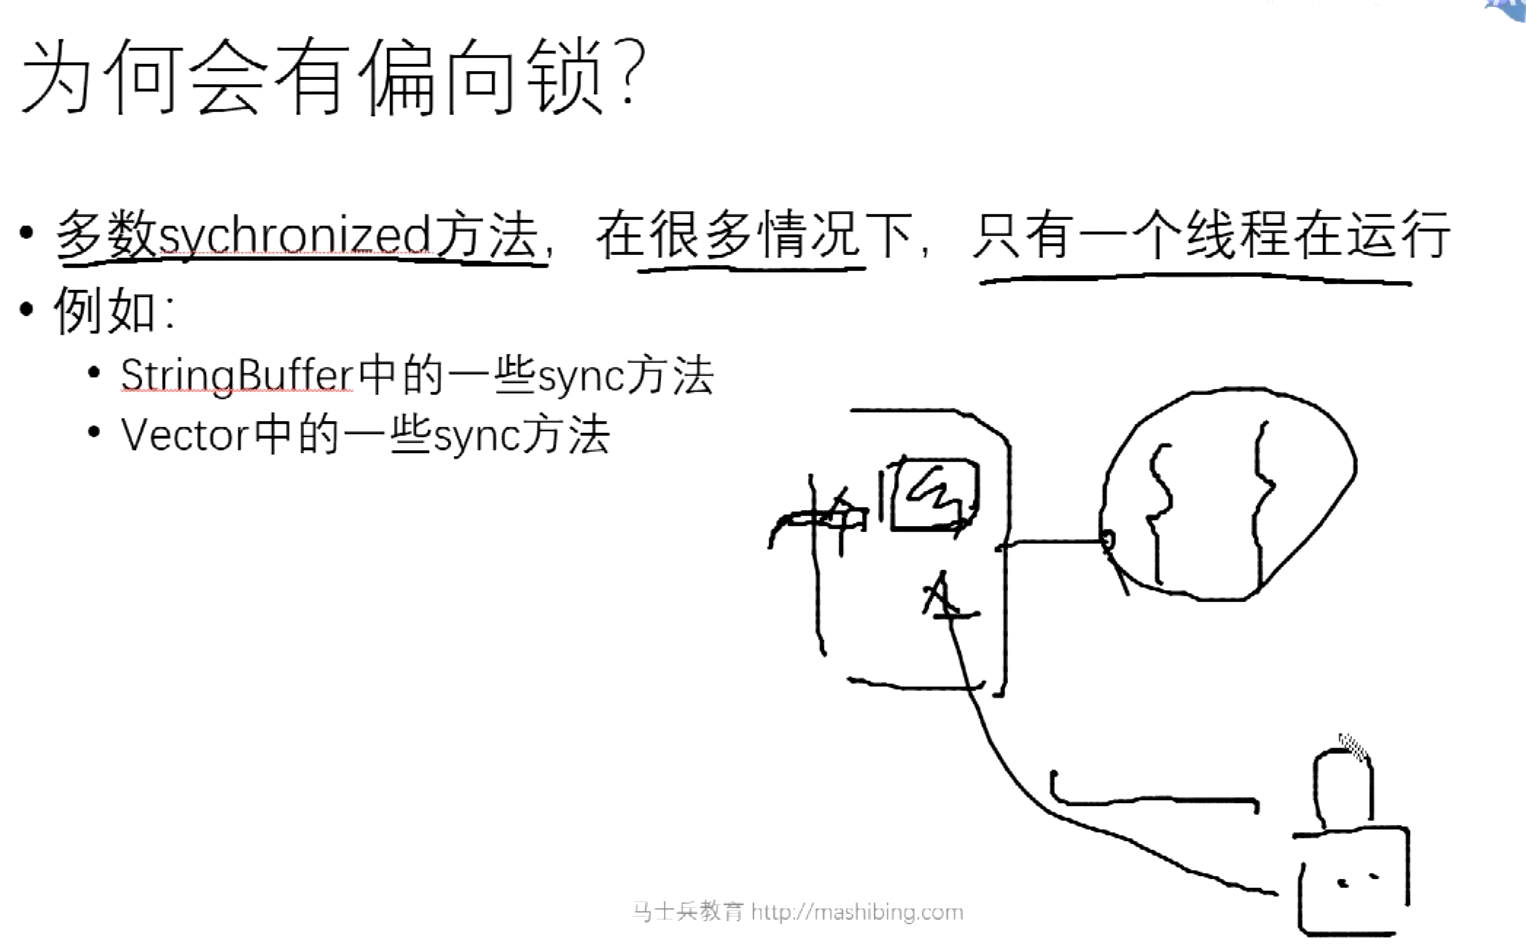 为何会有偏向锁?
• 多数sychronized方法，在很多情况下，只有一个线程在运行
• 例如：
• StringBuffer中的一些sync方法
• Vector中的一些sync方法
马士兵教育 http://mashibing.com